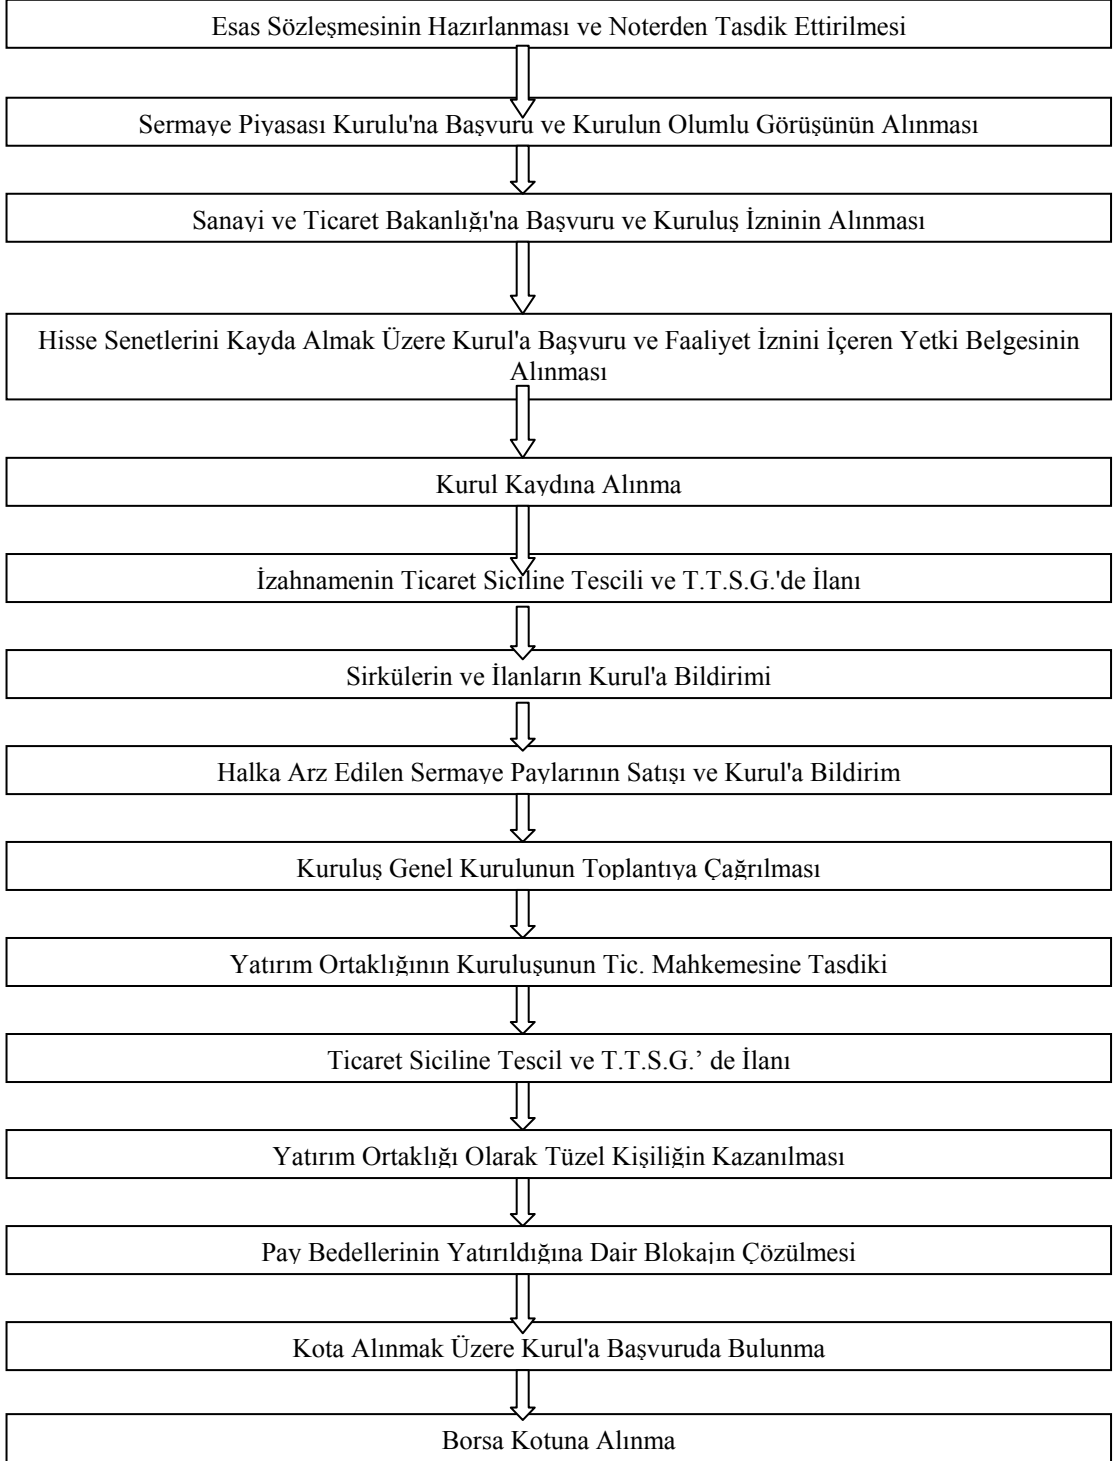 Esas Sözleşmesinin Hazırlanması ve Noterden Tasdik Ettirilmesi
Sermaye Piyasası Kurulu'na Başvuru ve Kurulun Olumlu Görüşünün Alınması
Sanayi ve Ticaret Bakanlığı'na Başvuru ve Kuruluş İzninin Alınması
Hisse Senetlerini Kayda Almak Üzere Kurul'a Başvuru ve Faaliyet İznini İçeren Yetki Belgesinin
Alınması
Kurul Kaydına Alınma
İzahnamenin Ticaret Siciline Tescili ve T.T.S.G.'de İlanı
Sirkülerin ve İlanların Kurul'a Bildirimi
Halka Arz Edilen Sermaye Paylarının Satışı ve Kurul'a Bildirim
Kuruluş Genel Kurulunun Toplantıya Çağrılması
Yatırım Ortaklığının Kuruluşunun Tic. Mahkemesine Tasdiki
Ticaret Siciline Tescil ve T.T.S.G.’ de İlanı
Yatırım Ortaklığı Olarak Tüzel Kişiliğin Kazanılması
Pay Bedellerinin Yatırıldığına Dair Blokajın Çözülmesi
Kota Alınmak Üzere Kurul'a Başvuruda Bulunma
Borsa Kotuna Alınma